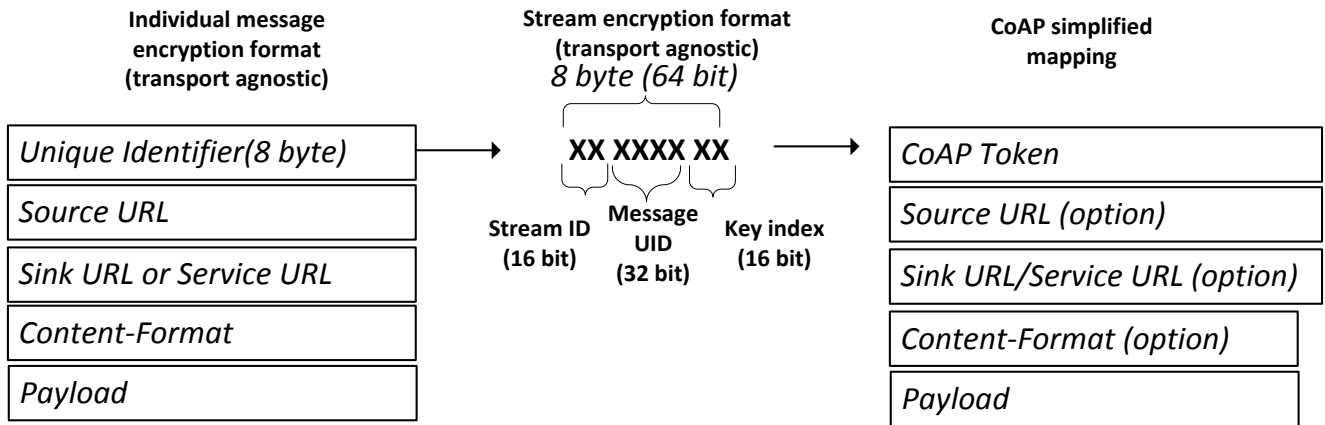 Individual message
encryption format
(transport agnostic)
Unique Identifier(8 byte)
Source URL
Sink URL or Service URL
Content-Format
Payload
Stream encryption format
(transport agnostic)
8 byte (64 bit)
XX XXXX XX
Stream ID
(16 bit)
Message
UID
(32 bit)
Key index
(16 bit)
CoAP simplified
mapping
CoAP Token
Source URL (option)
Sink URL/Service URL (option)
Content-Format (option)
Payload